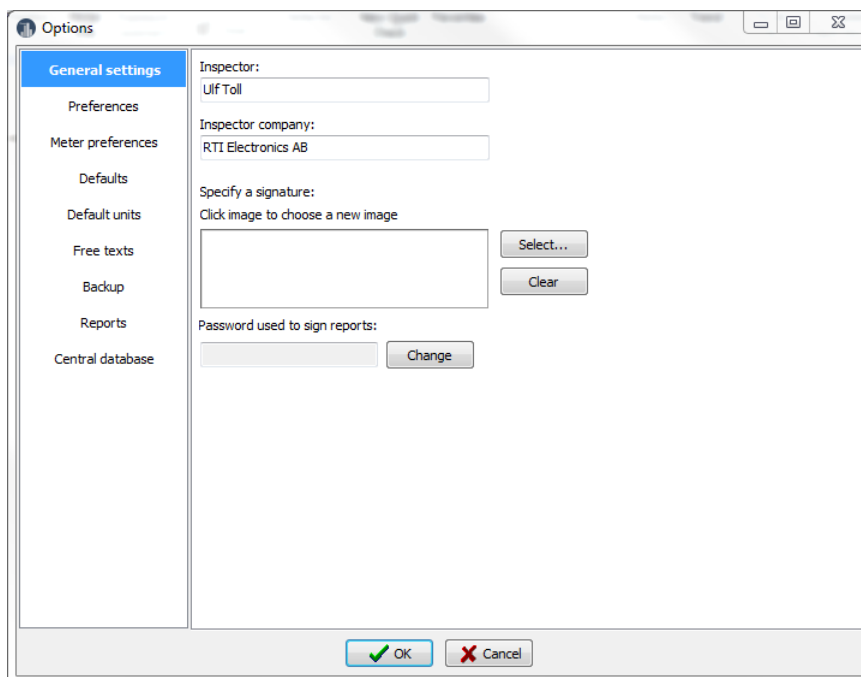 Options
General settings
Preferences
Meter preferences
Defaults
Default units
Free texts
Backup
Reports
Central database
Inspector:
Ulf Toll
Inspector company:
RTI Electronics AB
Specify a signature:
Click image to choose a new image
Select...
Clear
Password used to sign reports:
Change
OK
Cancel